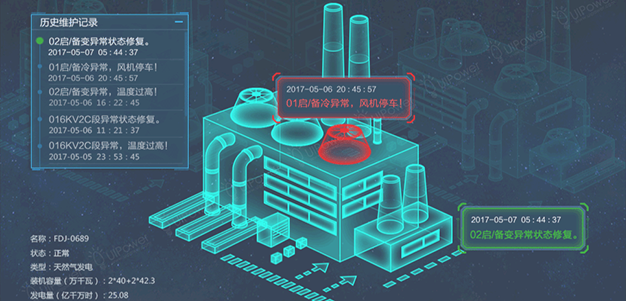 历史维护记录
02启/备变异常状态修复。
2017-05-07 05:44:37
01启/备冷异常，风机停车！
2017-05-06 20:45:57
02启/备变异常，温度过高！
2017-05-06 16:22:45
016KV2C段异常状态修复。
2017-05-06 11:21:37
016KV2C段异常，温度过高！
2017-05-05 23:53:45
2017-05-06 20:45:57
01启/备冷异常，风机停车！
2017-05-07 05:44:37
02启/备变异常状态修复。
名称：FDJ-0689
状态：正常
类型：天然气发电
装机容量（万千瓦）：2*40+2*42.3
发电量（亿千万时）：25.08
UiPower